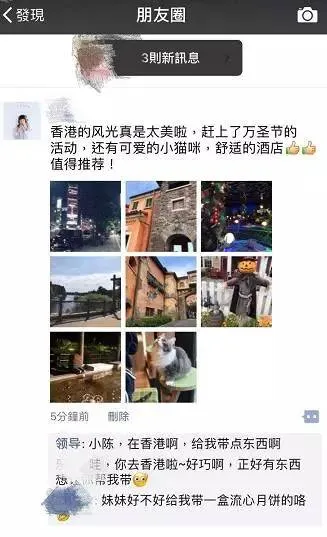 发現
朋友圈
3則新訊息
香港的风光真是太美啦，赶上了万圣节的
活动，还有可爱的小猫咪，舒适的酒店👍👍
值得推荐！
5分鐘前 刪除
领导: 小陈，在香港啊，给我带点东西啊
哇，你去香港啦~好巧啊，正好有东西
帮我带
: 妹妹好不好给我带一盒流心月饼的咯